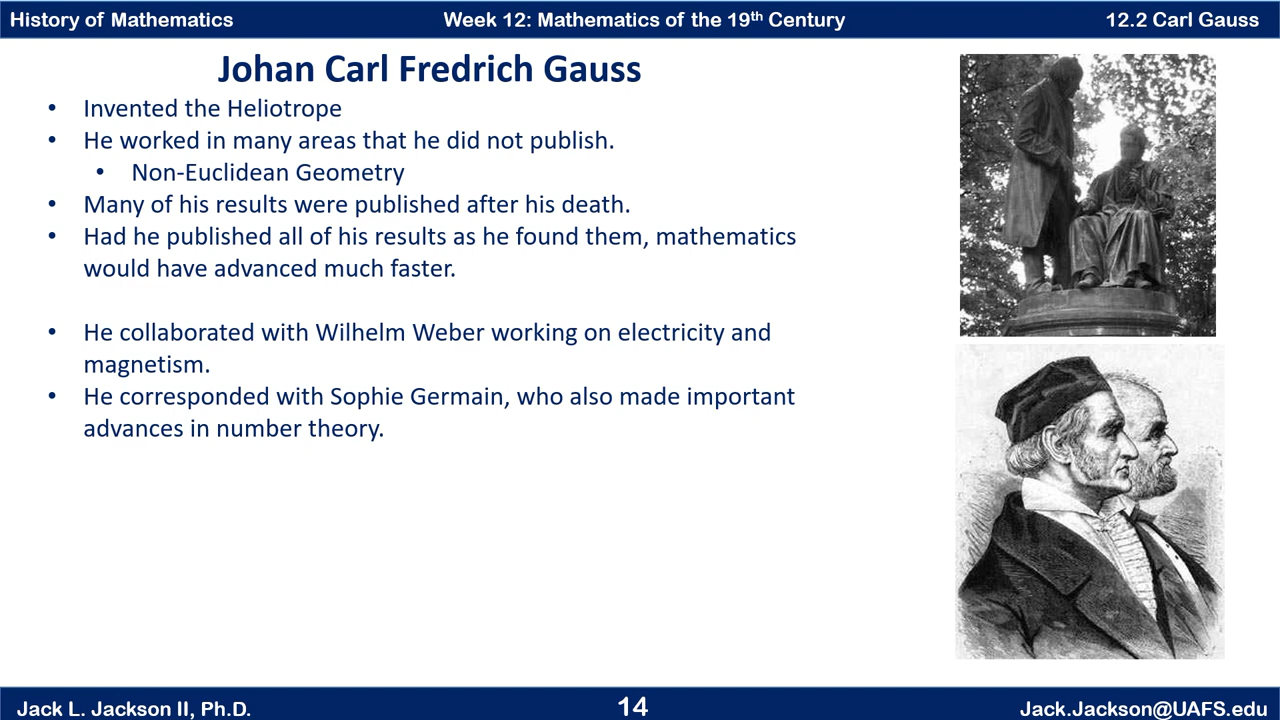 History of Mathematics
Week 12: Mathematics of the 19th Century
12.2 Carl Gauss
Johan Carl Fredrich Gauss
• Invented the Heliotrope
• He worked in many areas that he did not publish.
• Non-Euclidean Geometry
• Many of his results were published after his death.
• Had he published all of his results as he found them, mathematics
would have advanced much faster.
• He collaborated with Wilhelm Weber working on electricity and
magnetism.
• He corresponded with Sophie Germain, who also made important
advances in number theory.
Jack L. Jackson II, Ph.D.
14
Jack.Jackson@UAFS.edu